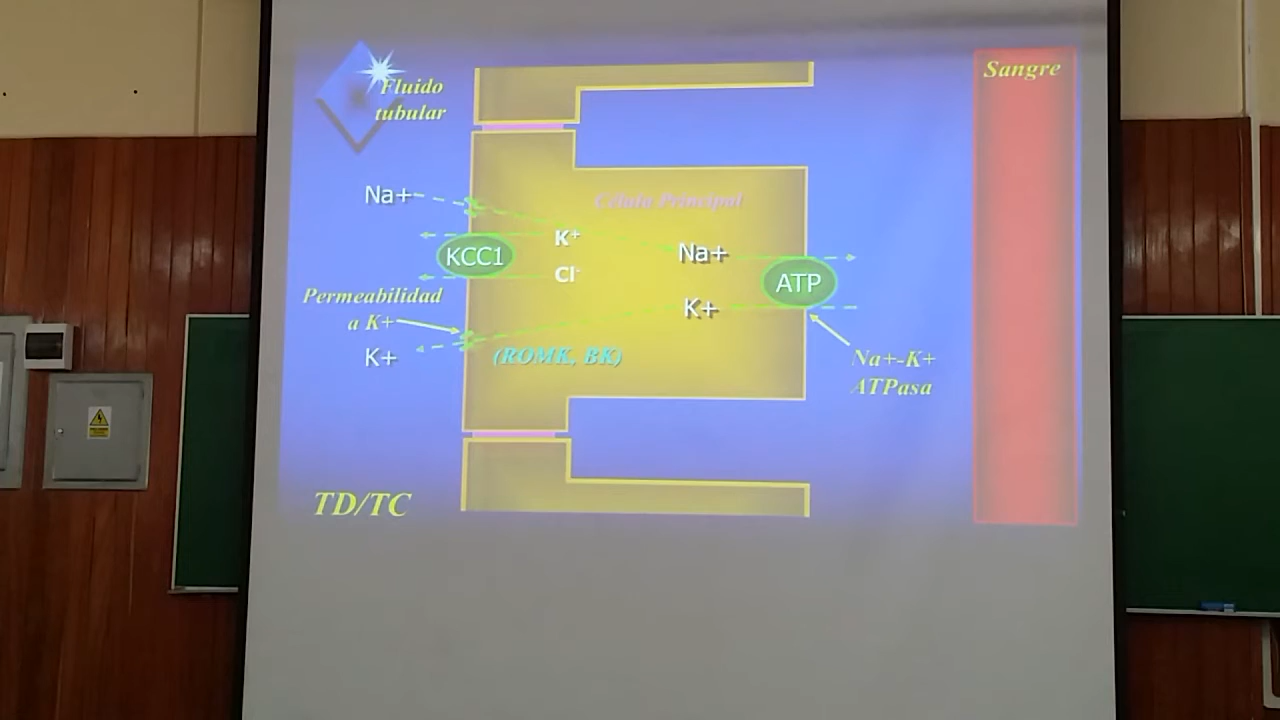 Fluido
tubular
Sangre
Na+
Célula Principal
K+
KCC1
Na+
Cl-
ATP
Permeabilidad
a K+
K+
K+
(ROMK, BK)
Na+-K+
ATPasa
TD/TC